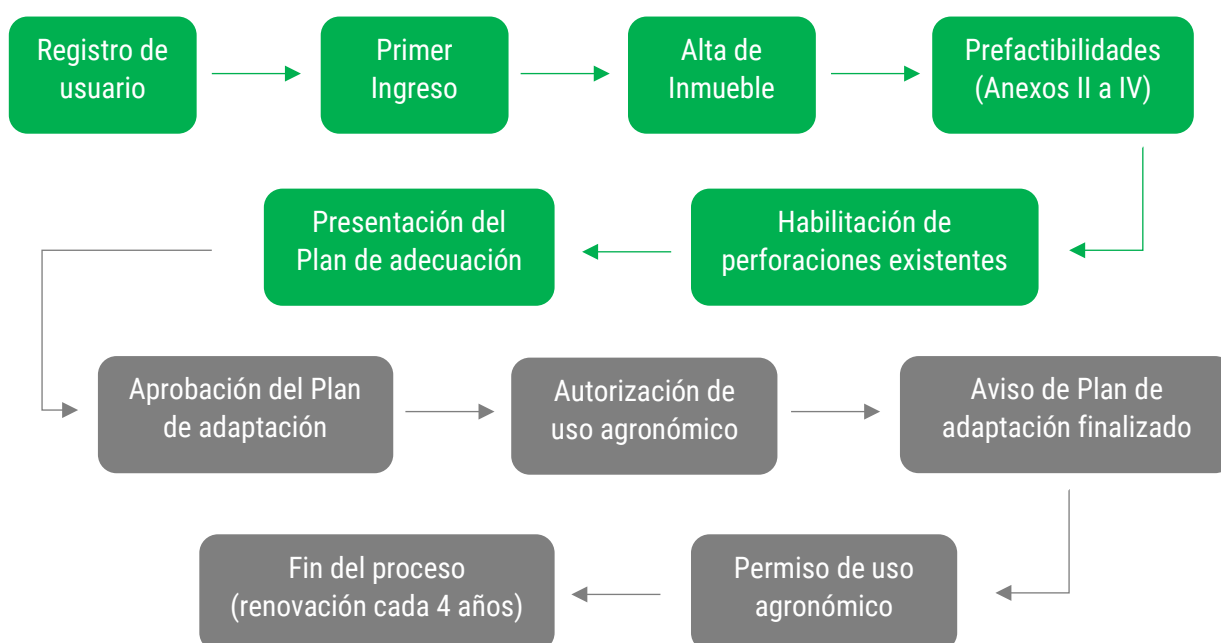 Registro de
usuario
Primer
Ingreso
Alta de
Inmueble
Prefactibilidades
(Anexos II a IV)
Habilitación de
perforaciones existentes
Presentación del
Plan de adecuación
Aprobación del Plan
de adaptación
Autorización de
uso agronómico
Aviso de Plan de
adaptación finalizado
Permiso de uso
agronómico
Fin del proceso
(renovación cada 4 años)